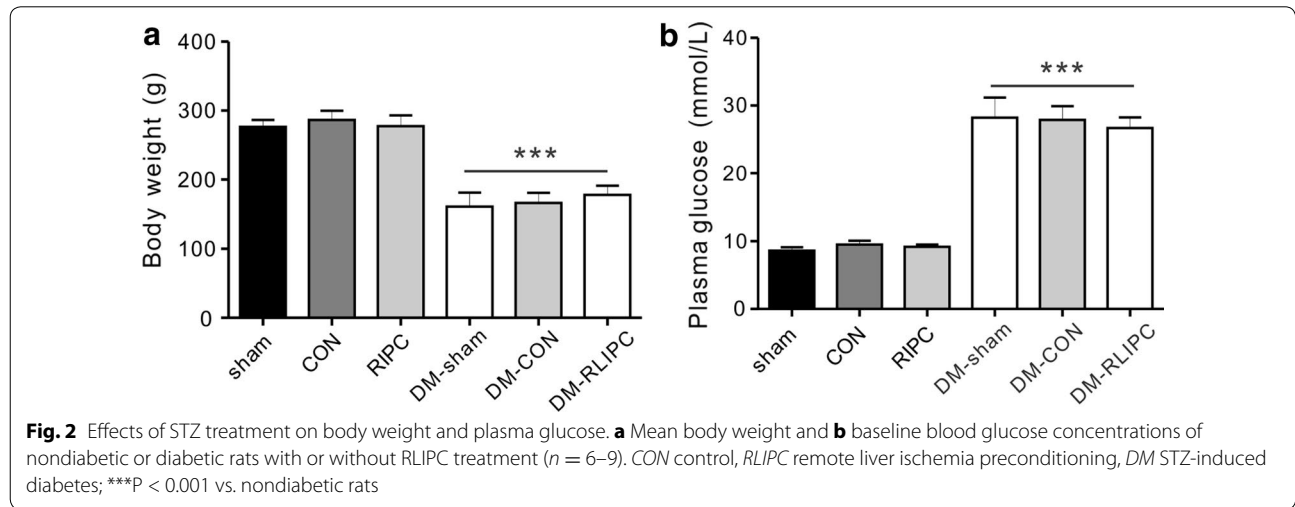 a
400
300
200
100
0
Body weight (g)
***
sham
CON
RIPC
DM-sham
DM-CON
DM-RLIPC
b
40
30
20
10
0
Plasma glucose (mmol/L)
***
sham
CON
RIPC
DM-sham
DM-CON
DM-RLIPC
Fig. 2 Effects of STZ treatment on body weight and plasma glucose. a Mean body weight and b baseline blood glucose concentrations of
nondiabetic or diabetic rats with or without RLIPC treatment (n = 6–9). CON control, RLIPC remote liver ischemia preconditioning, DM STZ-induced
diabetes; ***P < 0.001 vs. nondiabetic rats